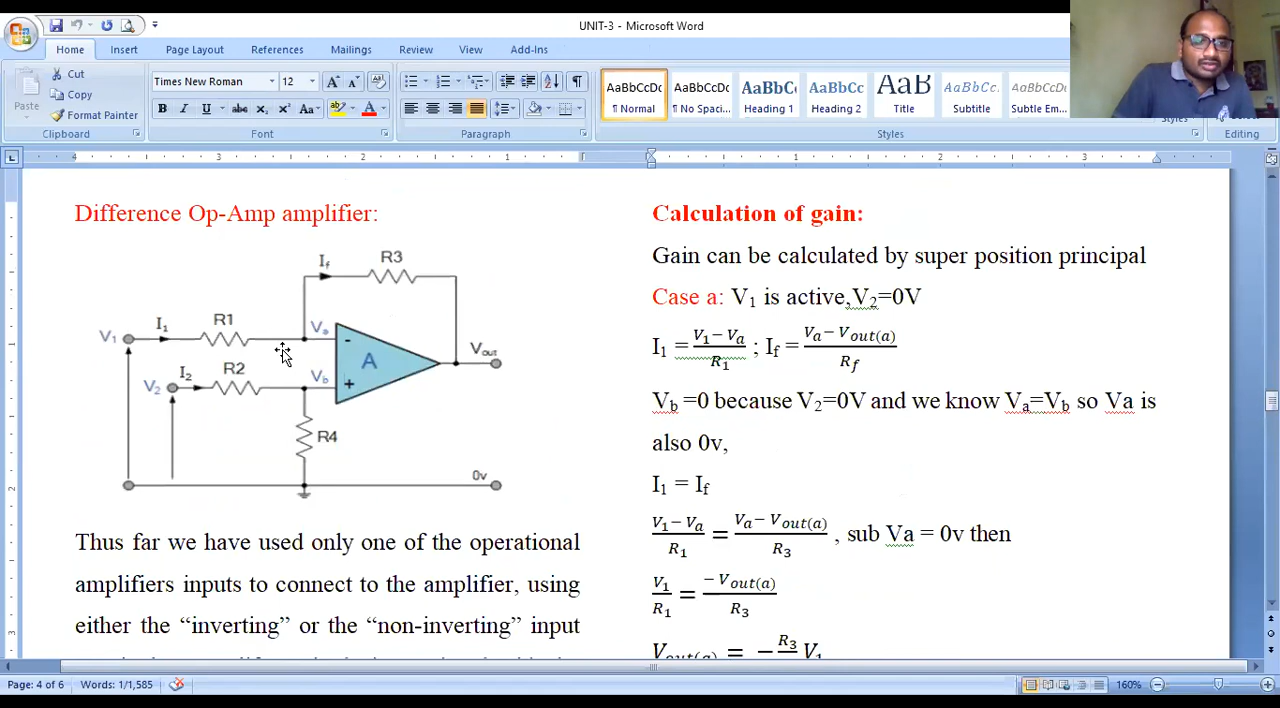 UNIT-3 - Microsoft Word
Home Insert Page Layout References Mailings Review View Add-Ins
Cut
Copy
Format Painter
Paste
Clipboard
Times New Roman 12
B I U abc
Font
Paragraph
AaBbCcDc AaBbCcDc AaBbC AaBbCc AaB AaBbCc AaBbCcDc
¶ Normal ¶ No Spaci... Heading 1 Heading 2 Title Subtitle Subtle Em...
Styles
Editing
Difference Op-Amp amplifier:
If R3
V1 I1 R1 Va
V2 I2 R2 Vb
- A +
Vout
R4
0v
Thus far we have used only one of the operational
amplifiers inputs to connect to the amplifier, using
either the “inverting” or the “non-inverting” input
Calculation of gain:
Gain can be calculated by super position principal
Case a: V1 is active,V2=0V
I1 = (V1 − Va)/R1 ; If = (Va − Vout(a))/Rf
Vb =0 because V2=0V and we know Va=Vb so Va is
also 0v,
I1 = If
(V1 − Va)/R1 = (Va − Vout(a))/R3 , sub Va = 0v then
V1/R1 = −Vout(a)/R3
Vout(a) = −R3 V1
Page: 4 of 6 Words: 1/1,585 160%